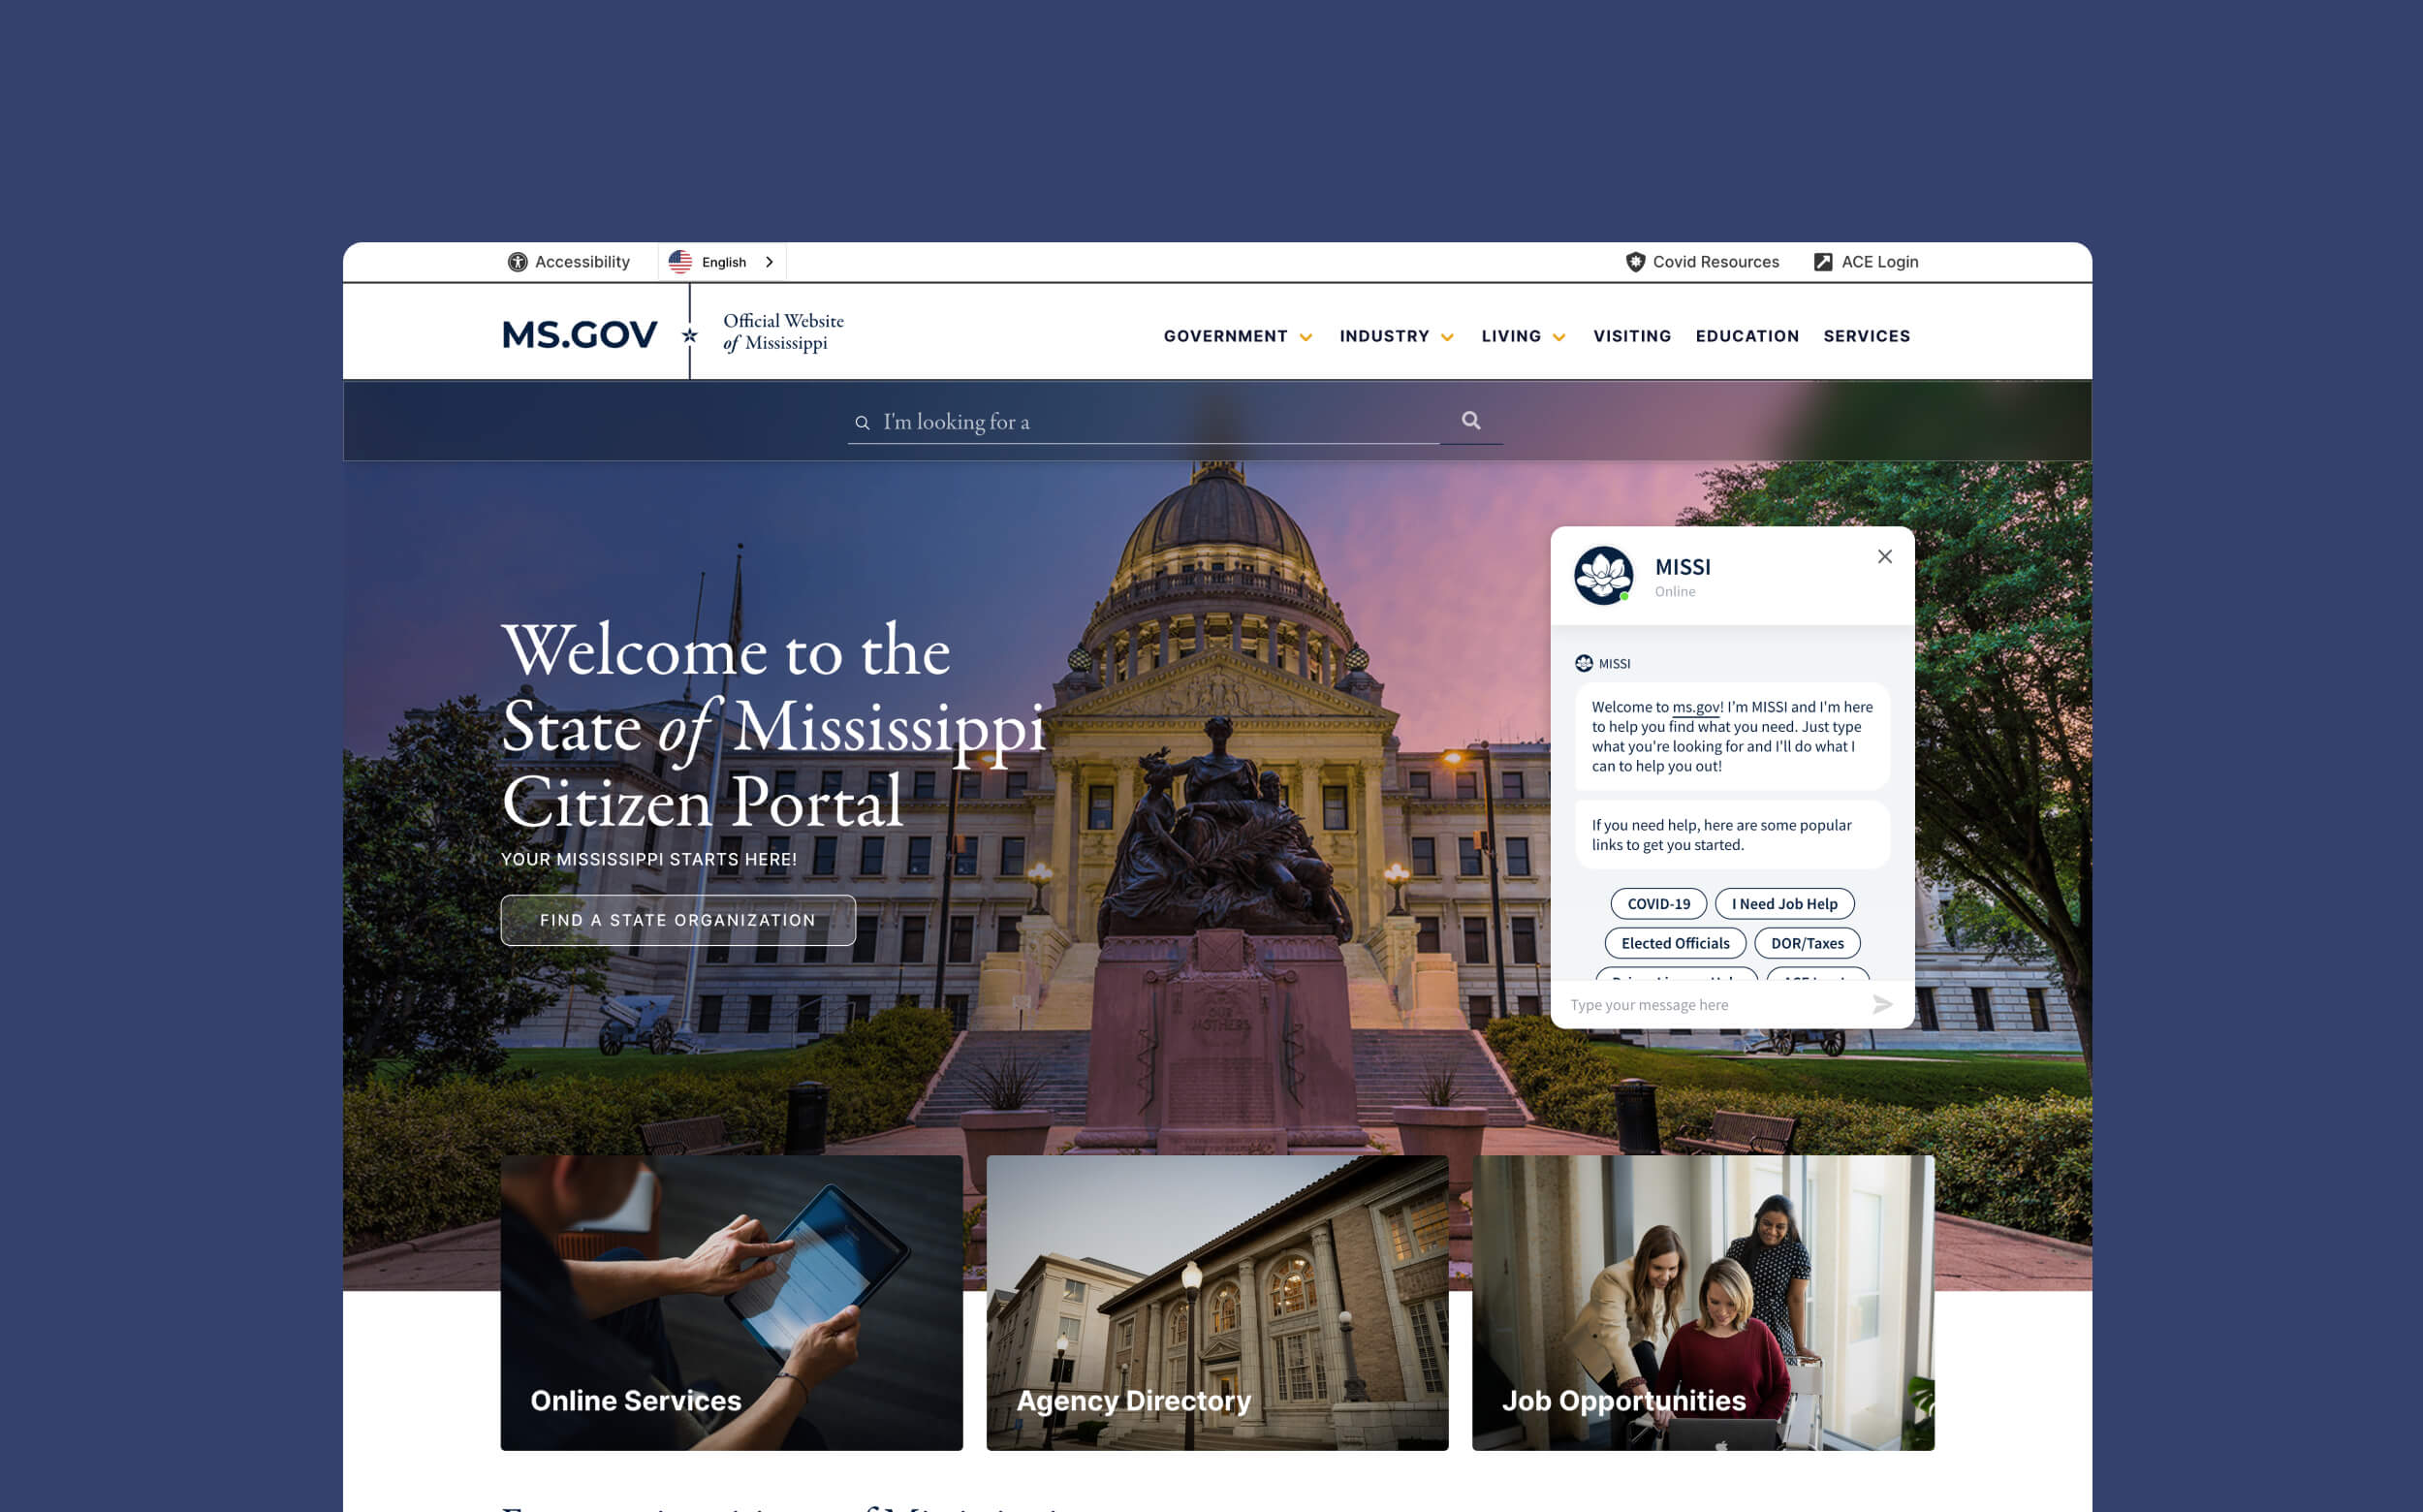 Accessibility
English
Covid Resources
ACE Login
MS.GOV
Official Website
of Mississippi
GOVERNMENT
INDUSTRY
LIVING
VISITING
EDUCATION
SERVICES
I'm looking for a
Welcome to the
State of Mississippi
Citizen Portal
YOUR MISSISSIPPI STARTS HERE!
FIND A STATE ORGANIZATION
OUR
MOTHERS
MISSI
Online
MISSI
Welcome to ms.gov! I'm MISSI and I'm here
to help you find what you need. Just type
what you're looking for and I'll do what I
can to help you out!
If you need help, here are some popular
links to get you started.
COVID-19
I Need Job Help
Elected Officials
DOR/Taxes
Type your message here
Online Services
Agency Directory
Job Opportunities